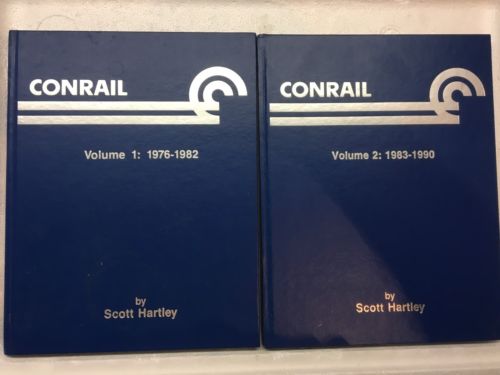 CONRAIL
Volume 1: 1976-1982
by
Scott Hartley
CONRAIL
Volume 2: 1983-1990
by
Scott Hartley